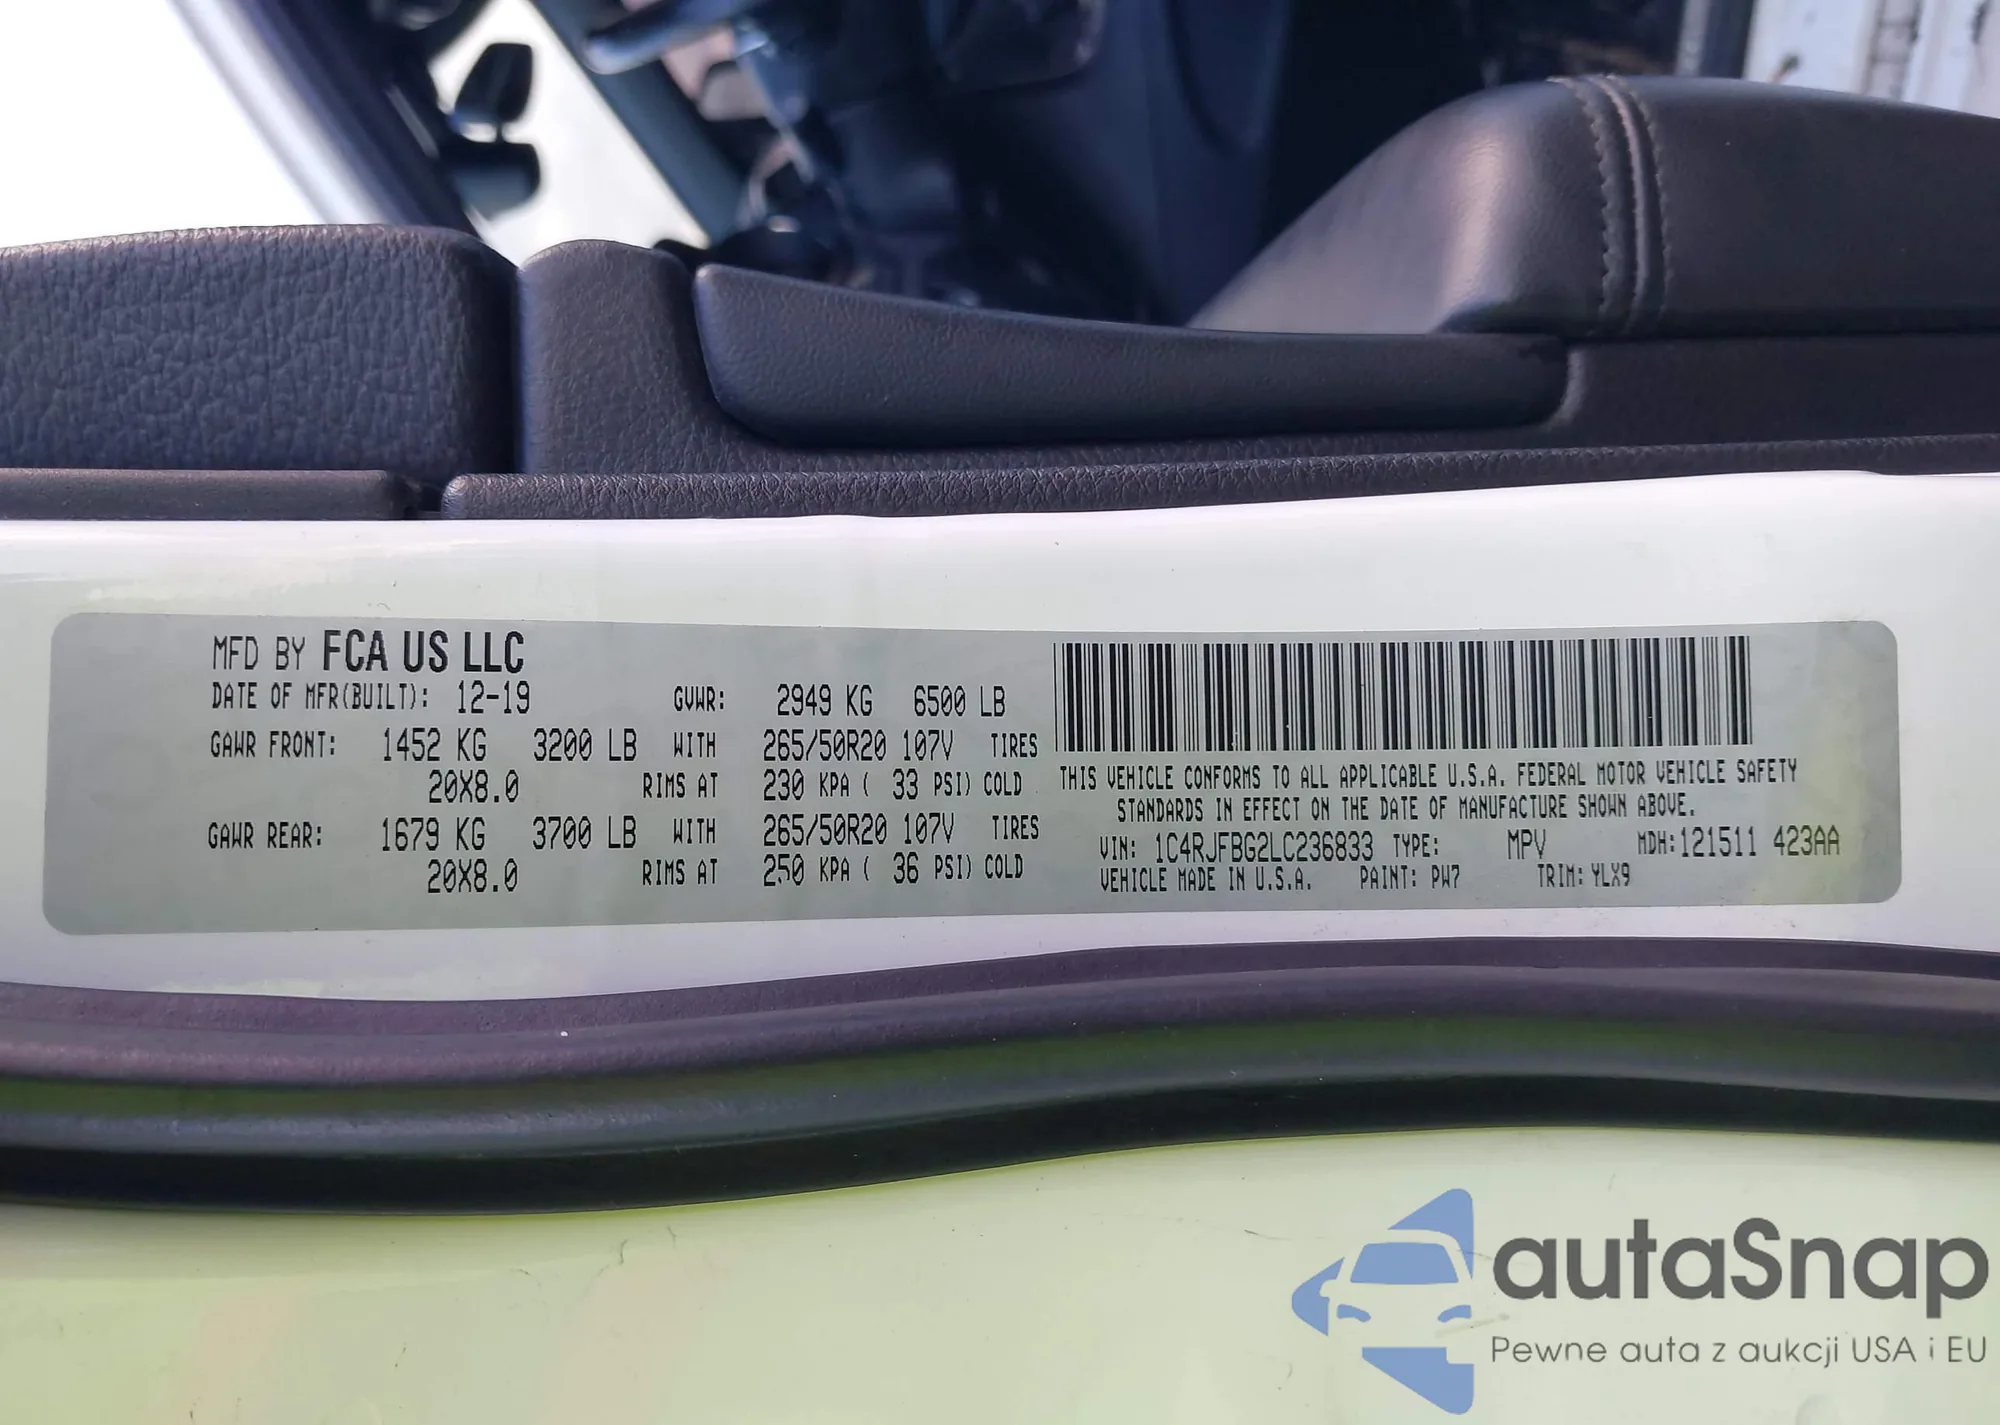 MFD BY FCA US LLC
DATE OF MFR(BUILT): 12-19 GVWR: 2949 KG 6500 LB
GAWR FRONT: 1452 KG 3200 LB WITH 265/50R20 107V TIRES
20X8.0 RIMS AT 230 KPA ( 33 PSI) COLD
GAWR REAR: 1679 KG 3700 LB WITH 265/50R20 107V TIRES
20X8.0 RIMS AT 250 KPA ( 36 PSI) COLD
THIS VEHICLE CONFORMS TO ALL APPLICABLE U.S.A. FEDERAL MOTOR VEHICLE SAFETY
STANDARDS IN EFFECT ON THE DATE OF MANUFACTURE SHOWN ABOVE.
VIN: 1C4RJFBG2LC236833 TYPE: MPV MDH:121511 423AA
VEHICLE MADE IN U.S.A. PAINT: PW7 TRIM: YLX9
autaSnap
Pewne auta z aukcji USA i EU